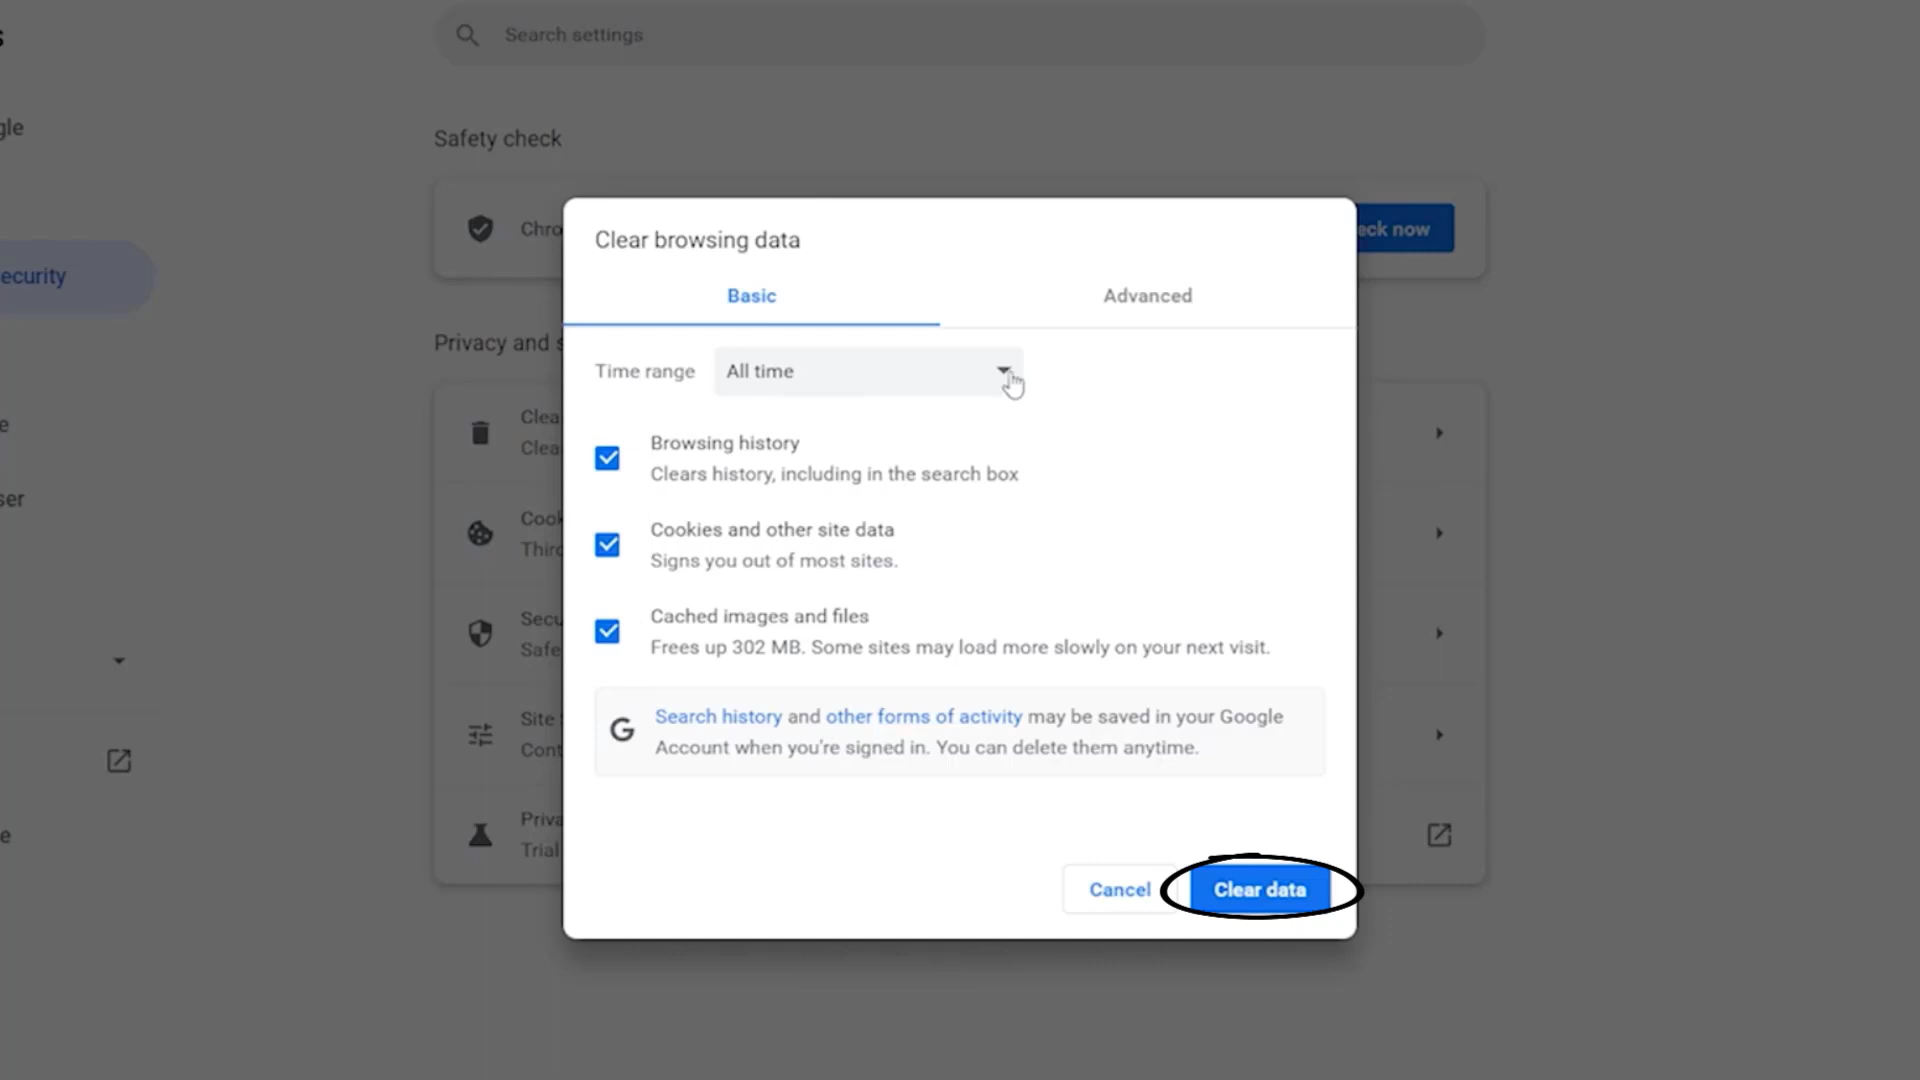 s
Search settings
gle
Safety check
Chro
eck now
Clear browsing data
ecurity
Basic
Advanced
Privacy and s
Time range
All time
Clea
Clea
Browsing history
Clears history, including in the search box
e
ser
Cook
Thirc
Cookies and other site data
Signs you out of most sites.
Secu
Safe
Cached images and files
Frees up 302 MB. Some sites may load more slowly on your next visit.
Site
Cont
G
Search history and other forms of activity may be saved in your Google
Account when you're signed in. You can delete them anytime.
Priva
Trial
e
Cancel
Clear data